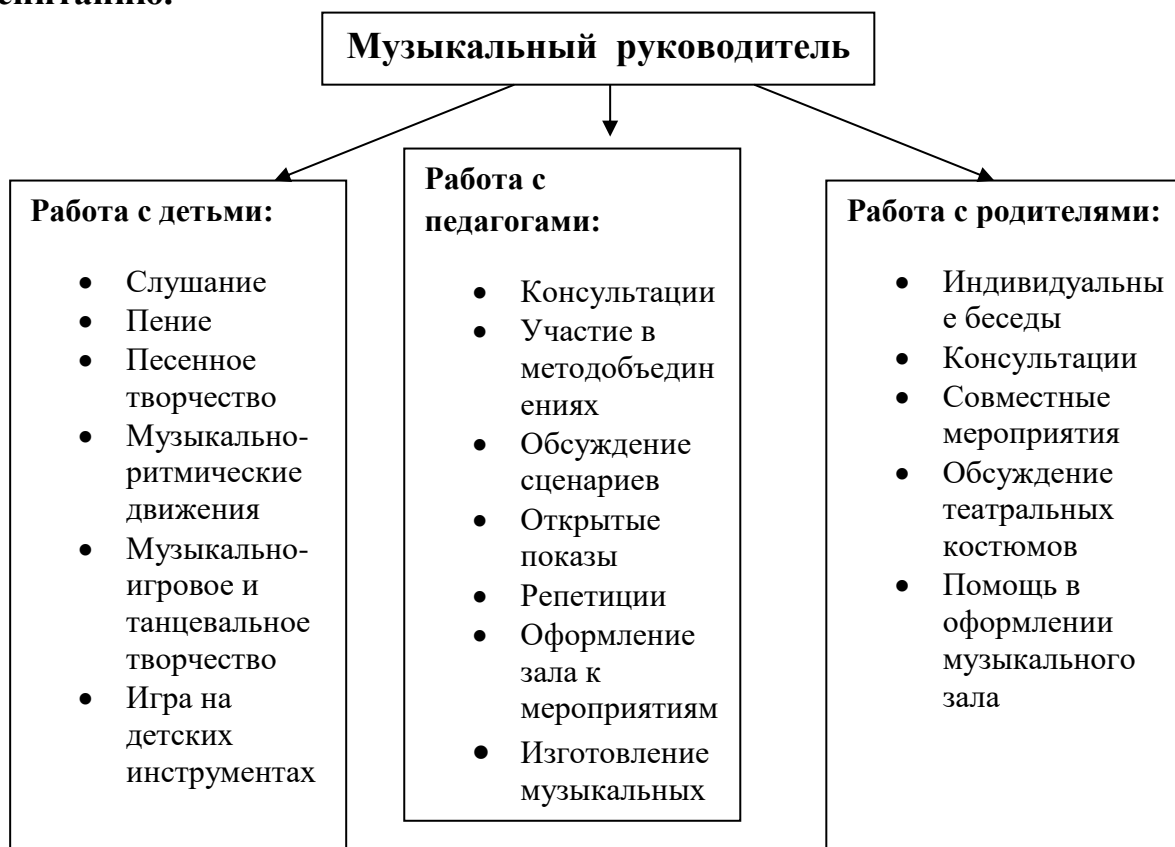 Музыкальный руководитель
Работа с детьми:
• Слушание
• Пение
• Песенное
творчество
• Музыкально-
ритмические
движения
• Музыкально-
игровое и
танцевальное
творчество
• Игра на
детских
инструментах
Работа с
педагогами:
• Консультации
• Участие в
методобъедин
ениях
• Обсуждение
сценариев
• Открытые
показы
• Репетиции
• Оформление
зала к
мероприятиям
• Изготовление
музыкальных
Работа с родителями:
• Индивидуальны
е беседы
• Консультации
• Совместные
мероприятия
• Обсуждение
театральных
костюмов
• Помощь в
оформлении
музыкального
зала